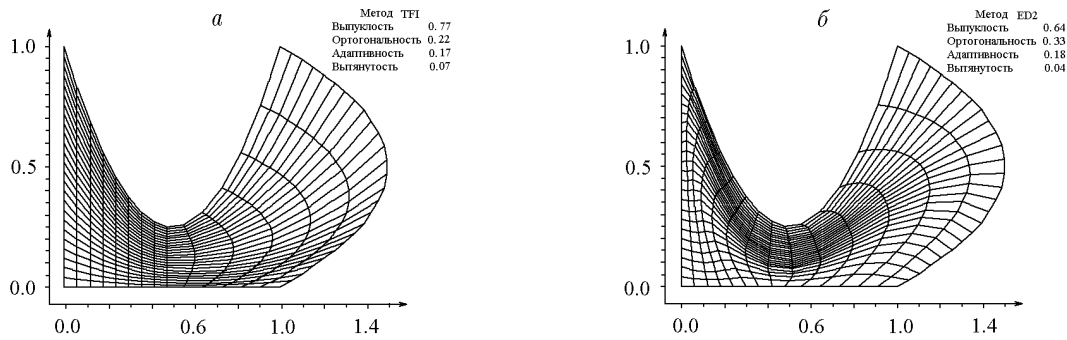 а
Метод TFI
Выпуклость 0.77
Ортогональность 0.22
Адаптивность 0.17
Вытянутость 0.07
1.0
0.5
0.0
0.0 0.6 1.0 1.4
б
Метод ED2
Выпуклость 0.64
Ортогональность 0.33
Адаптивность 0.18
Вытянутость 0.04
1.0
0.5
0.0
0.0 0.6 1.0 1.4